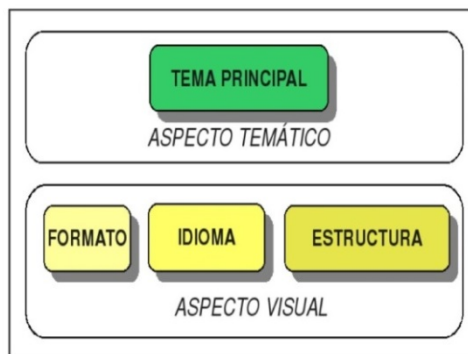 TEMA PRINCIPAL
ASPECTO TEMÁTICO
FORMATO IDIOMA ESTRUCTURA
ASPECTO VISUAL